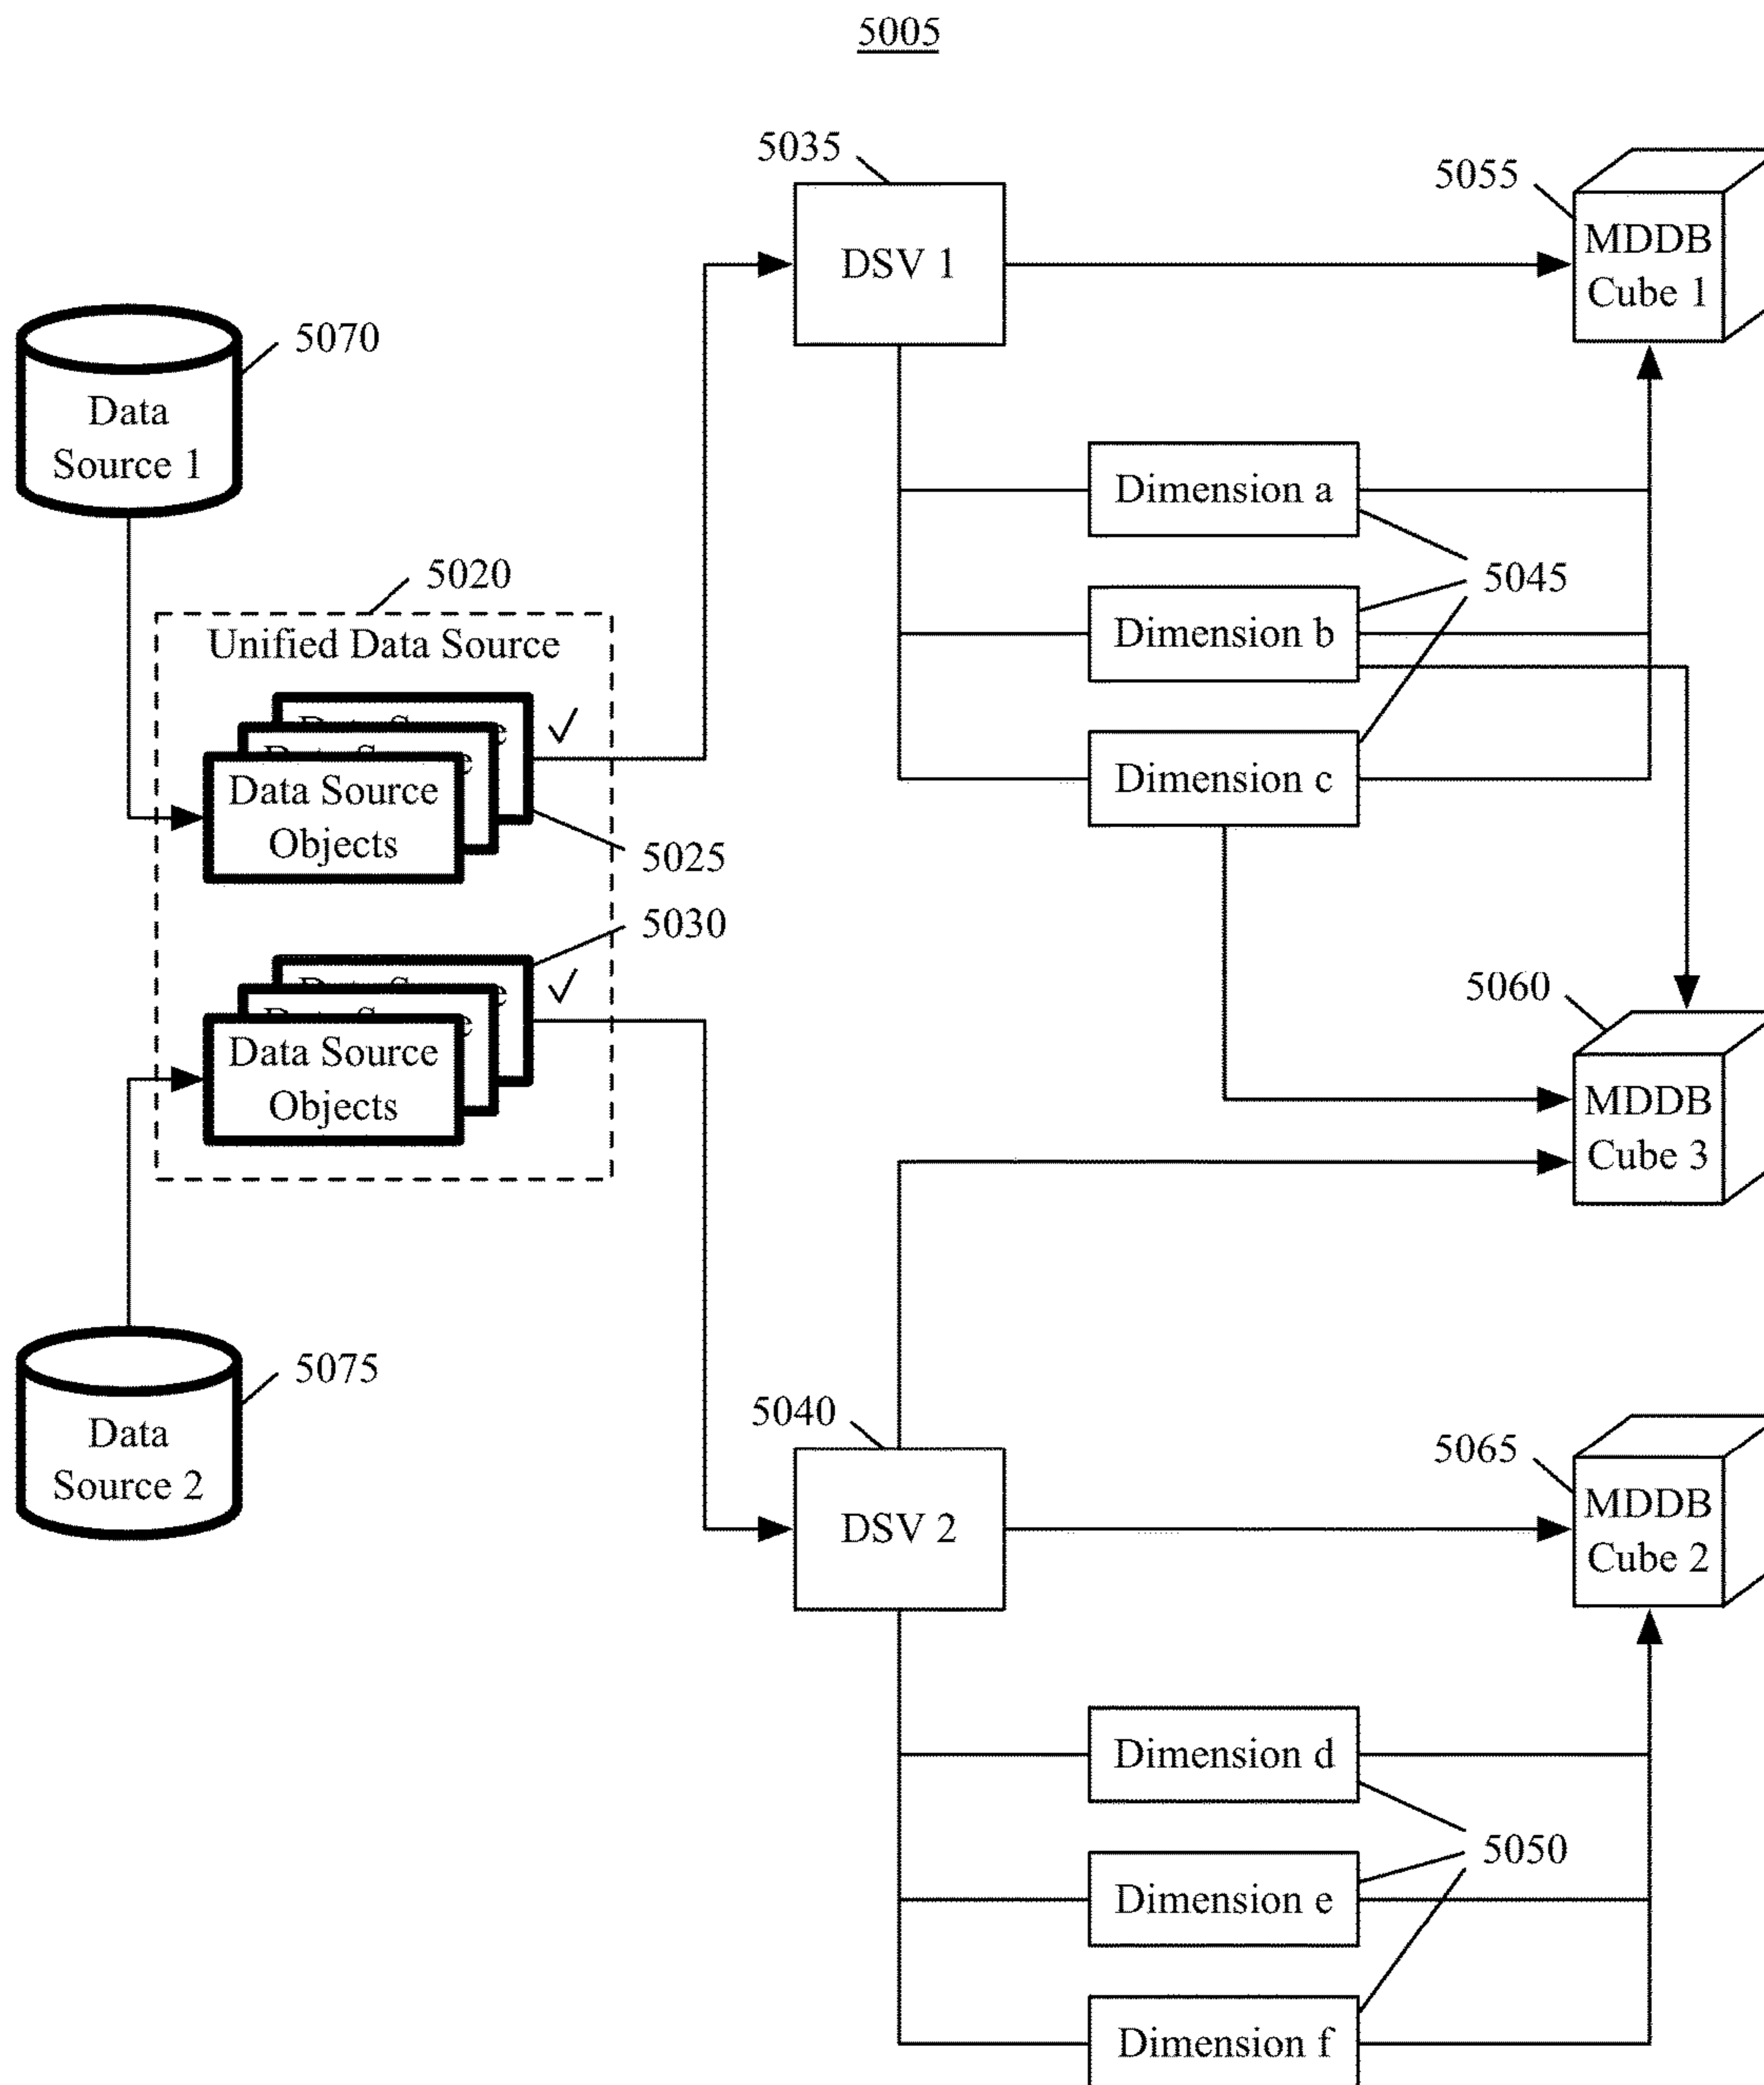 5005
5035
DSV 1
5055
MDDB
Cube 1
5070
Data
Source 1
Dimension a
5045
Dimension b
Dimension c
5020
Unified Data Source
Data Source
Objects
5025
5030
Data Source
Objects
5060
MDDB
Cube 3
5075
Data
Source 2
5040
DSV 2
5065
MDDB
Cube 2
Dimension d
5050
Dimension e
Dimension f